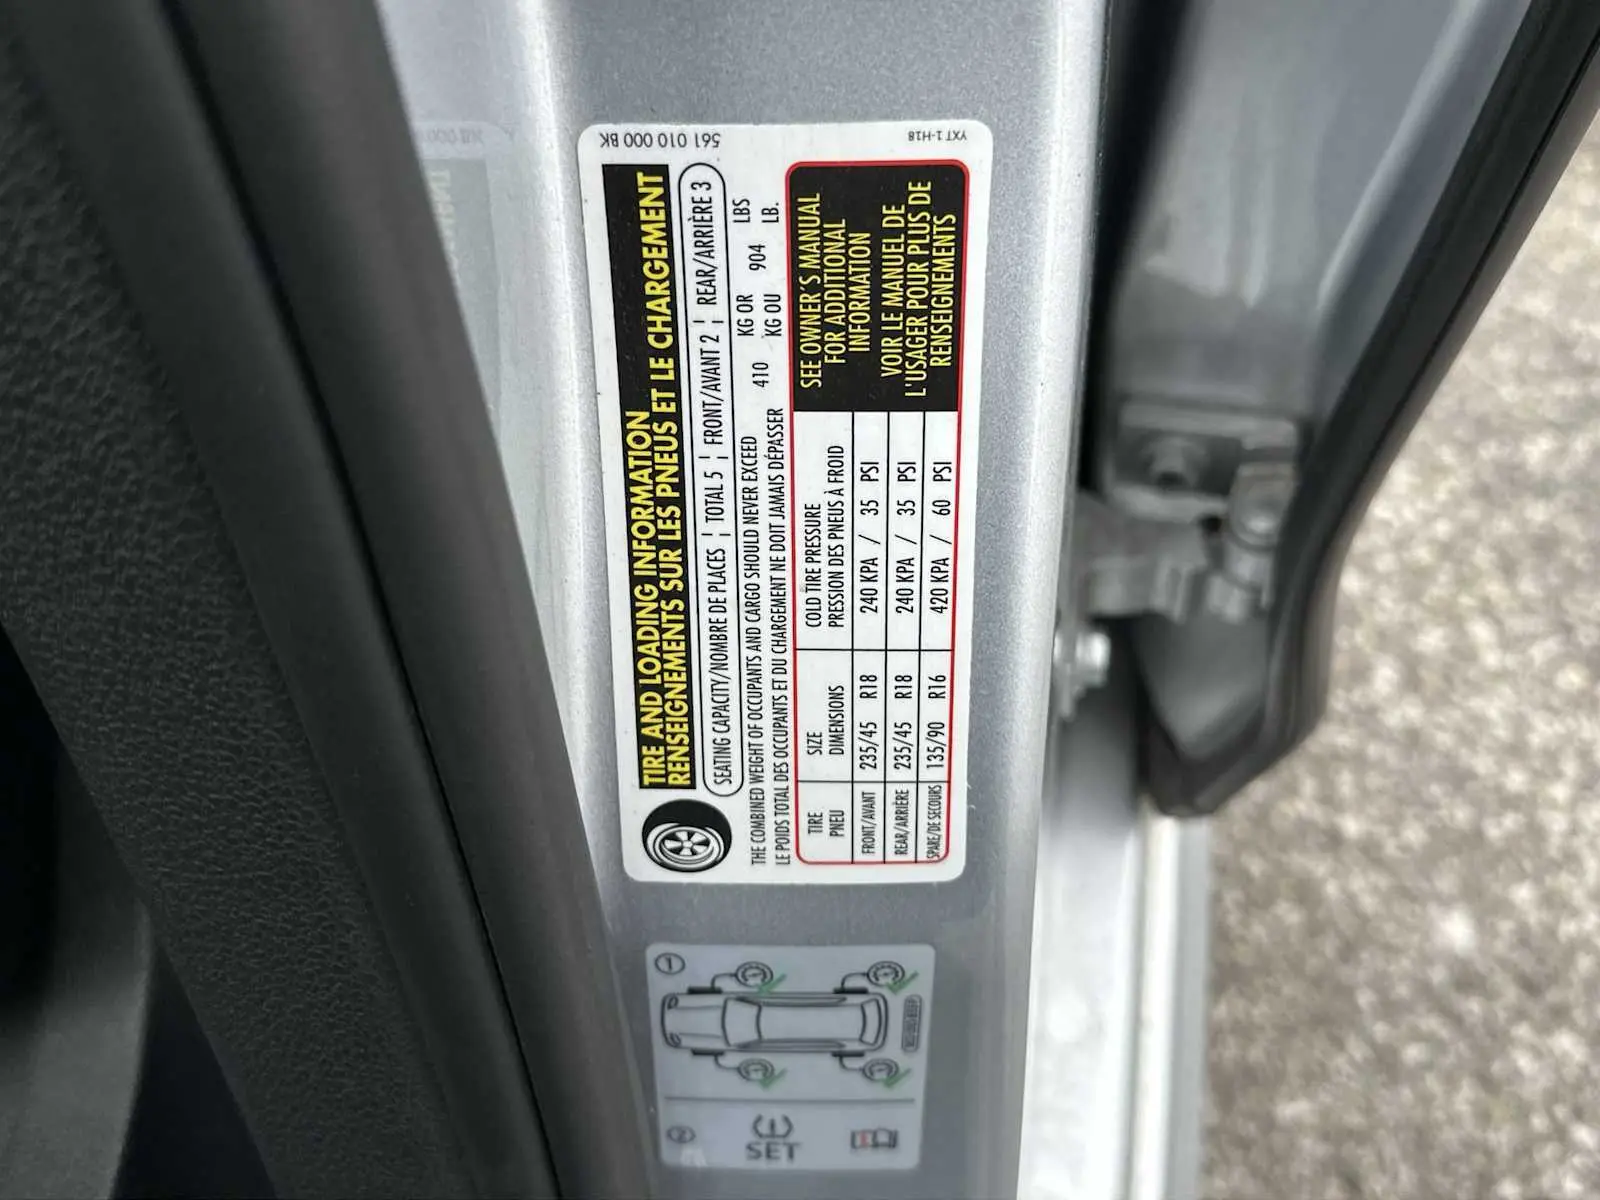 561 010 000 BK
YXT 1-H18
TIRE AND LOADING INFORMATION
RENSEIGNEMENTS SUR LES PNEUS ET LE CHARGEMENT
SEATING CAPACITY/NOMBRE DE PLACES ¦ TOTAL 5 ¦ FRONT/AVANT 2 ¦ REAR/ARRIÈRE 3
THE COMBINED WEIGHT OF OCCUPANTS AND CARGO SHOULD NEVER EXCEED 410 KG OR 904 LBS
LE POIDS TOTAL DES OCCUPANTS ET DU CHARGEMENT NE DOIT JAMAIS DÉPASSER KG OU LB.
TIRE SIZE COLD TIRE PRESSURE
PNEU DIMENSIONS PRESSION DES PNEUS À FROID
FRONT/AVANT 235/45 R18 240 KPA / 35 PSI
REAR/ARRIÈRE 235/45 R18 240 KPA / 35 PSI
SPARE/DE SECOURS 135/90 R16 420 KPA / 60 PSI
SEE OWNER'S MANUAL
FOR ADDITIONAL
INFORMATION
VOIR LE MANUEL DE
L'USAGER POUR PLUS DE
RENSEIGNEMENTS
1
2
SET